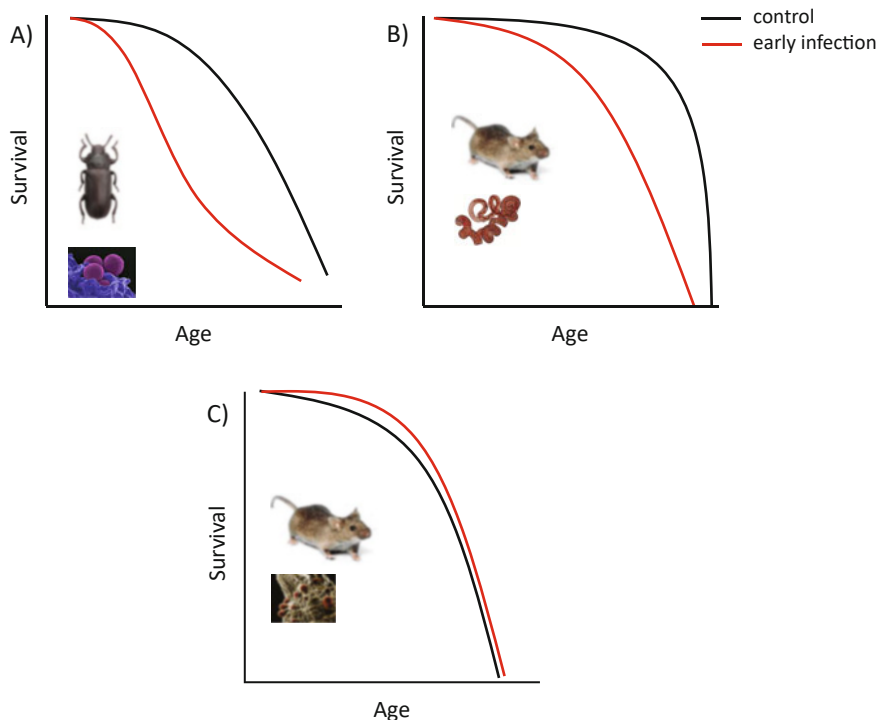 A)
Survival
Age
B)
Survival
Age
control
early infection
C)
Survival
Age